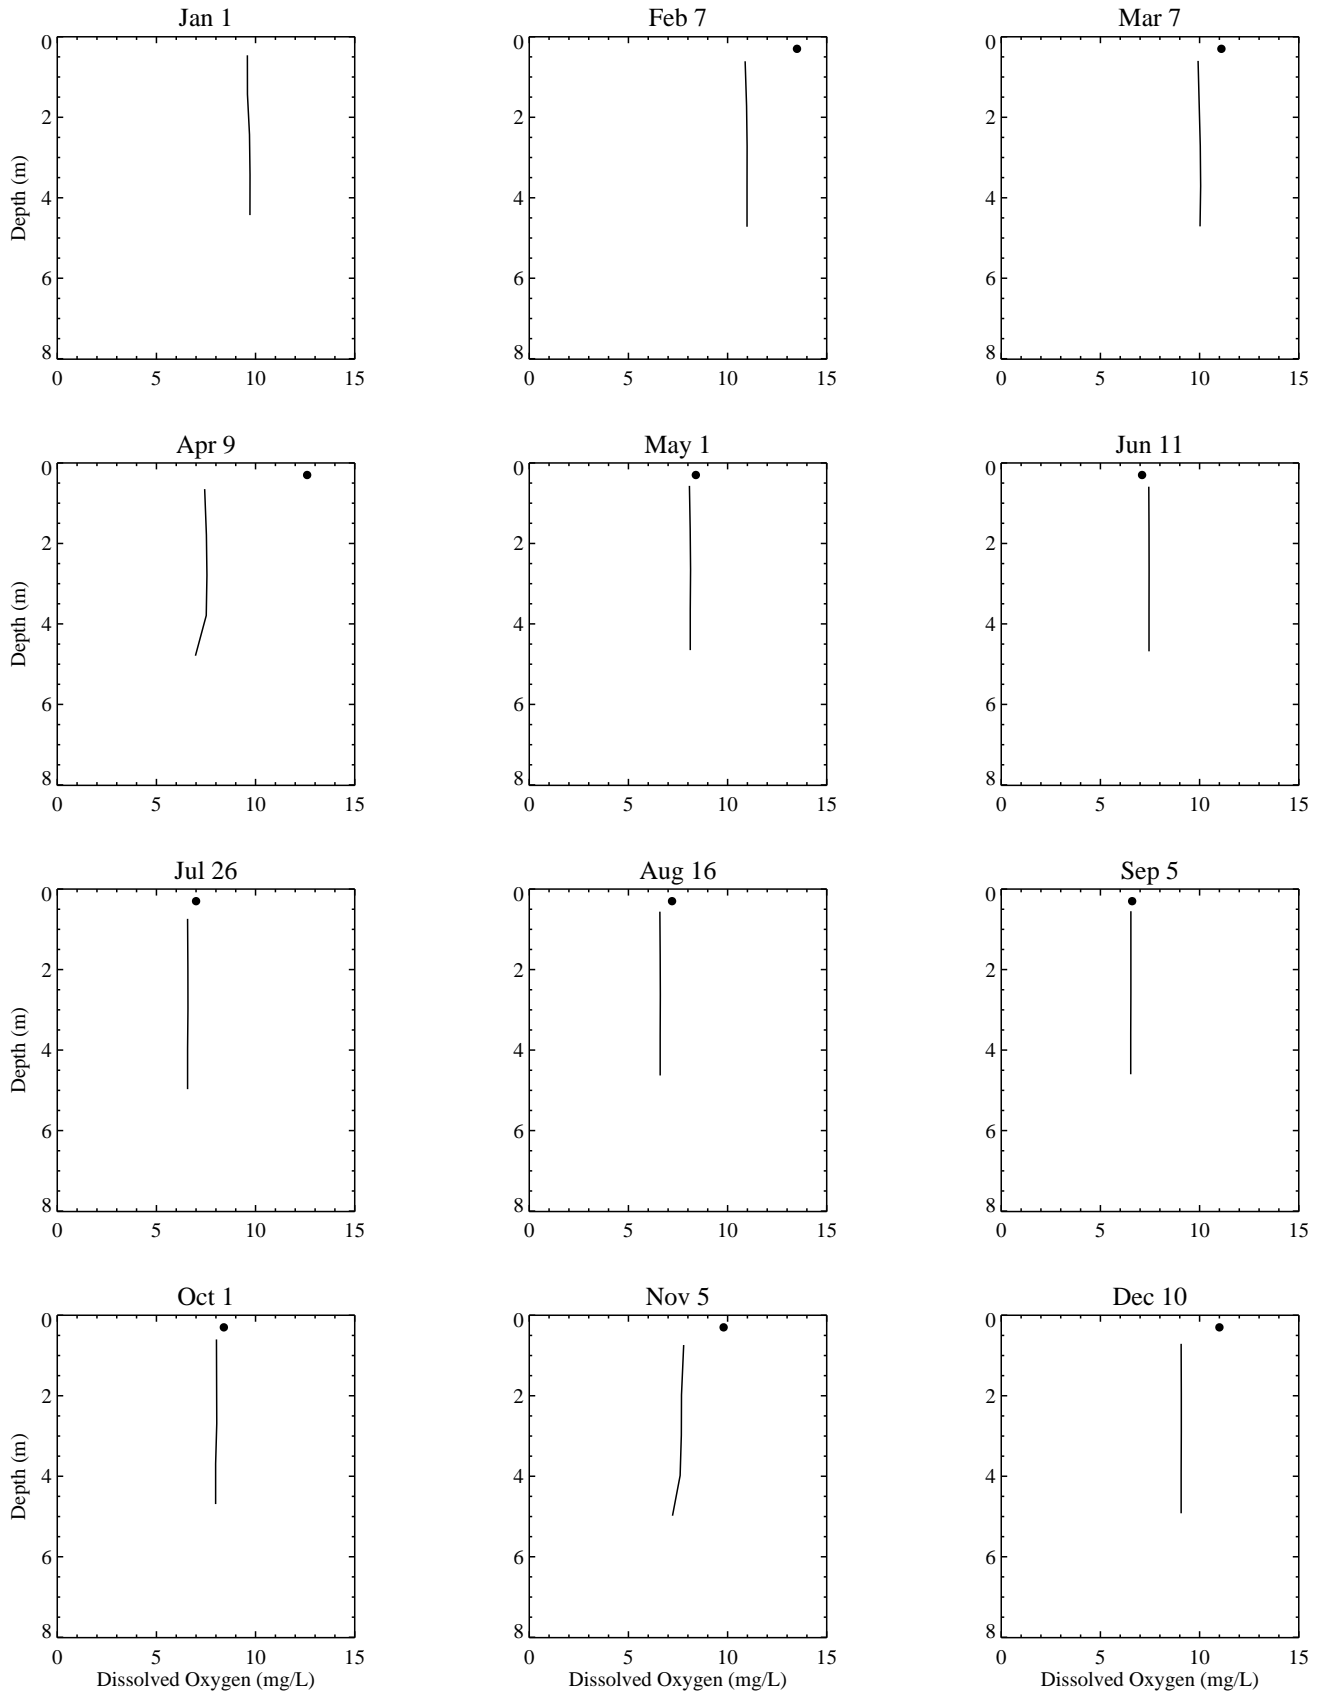 Jan 1
Feb 7
Mar 7
0 0 0
2 2 2
4 4 4
6 6 6
8 8 8
Depth (m)
0 5 10 15
0 5 10 15
0 5 10 15
Apr 9
May 1
Jun 11
0 0 0
2 2 2
4 4 4
6 6 6
8 8 8
Depth (m)
0 5 10 15
0 5 10 15
0 5 10 15
Jul 26
Aug 16
Sep 5
0 0 0
2 2 2
4 4 4
6 6 6
8 8 8
Depth (m)
0 5 10 15
0 5 10 15
0 5 10 15
Oct 1
Nov 5
Dec 10
0 0 0
2 2 2
4 4 4
6 6 6
8 8 8
Depth (m)
0 5 10 15
0 5 10 15
0 5 10 15
Dissolved Oxygen (mg/L)
Dissolved Oxygen (mg/L)
Dissolved Oxygen (mg/L)